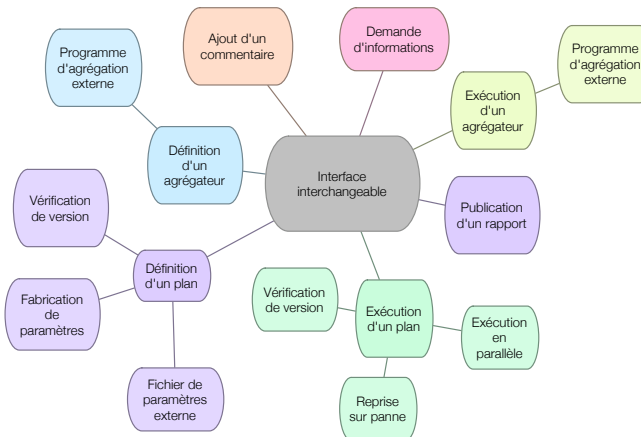 Programme
d'agrégation
externe
Ajout d'un
commentaire
Demande
d'informations
Programme
d'agrégation
externe
Exécution
d'un
agrégateur
Définition
d'un
agrégateur
Interface
interchangeable
Publication
d'un rapport
Vérification
de version
Définition
d'un plan
Fabrication
de
paramètres
Fichier de
paramètres
externe
Vérification
de version
Exécution
d'un plan
Exécution
en
parallèle
Reprise
sur panne